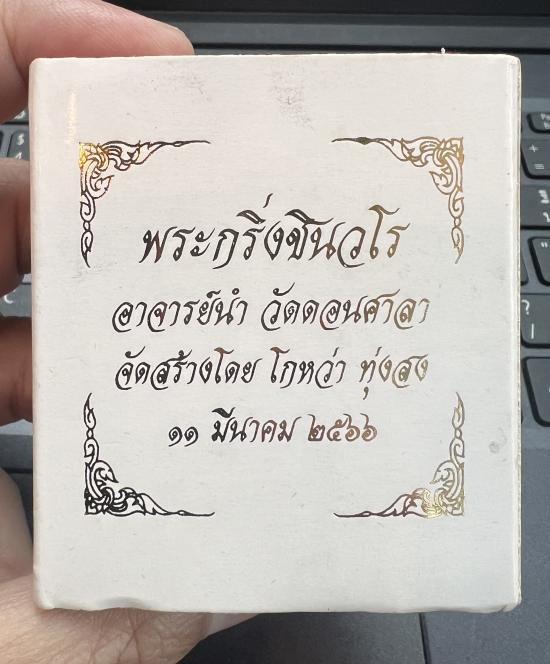 พระกริ่งชินวโร
อาจารย์นำ วัดดอนศาลา
จัดสร้างโดย โกหว่า ทุ่งสง
๑๑ มีนาคม ๒๕๖๖